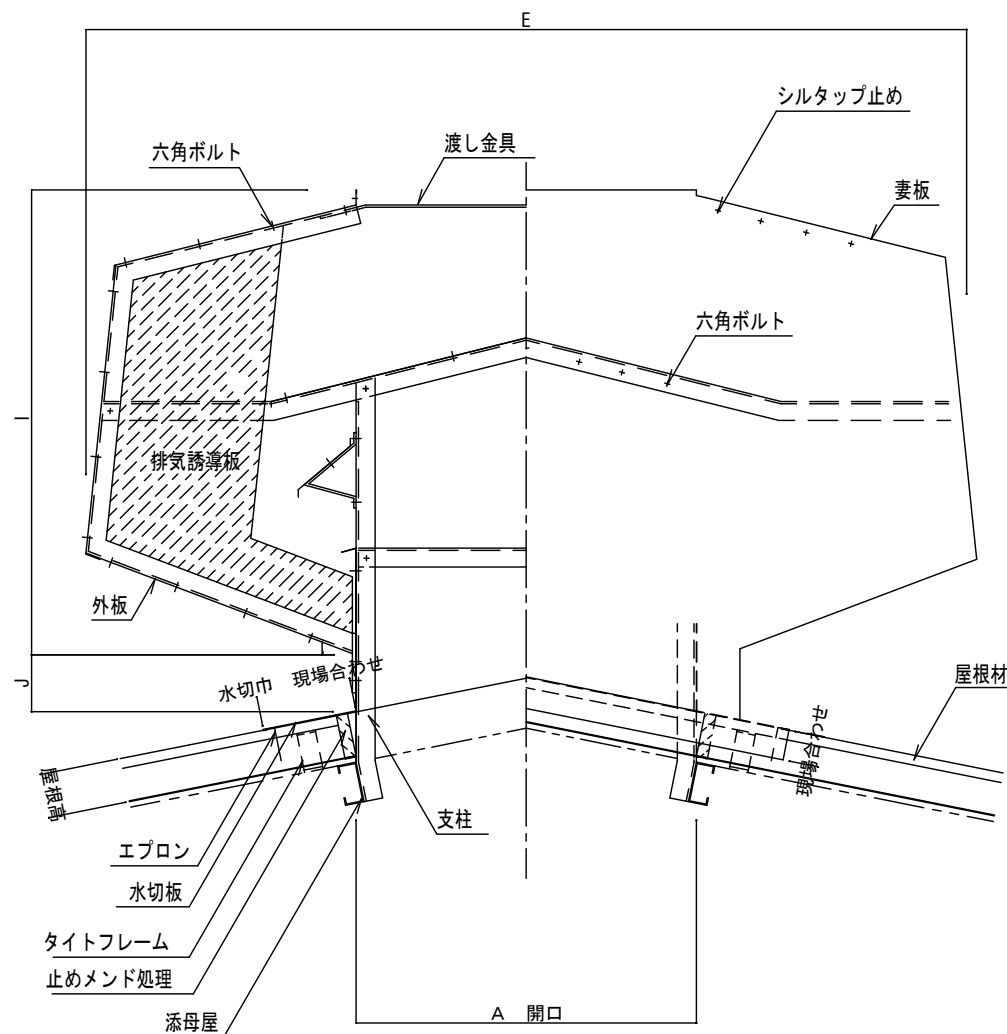 E
シルタップ止め
六角ボルト
渡し金具
妻板
六角ボルト
I
排気誘導板
外板
J
水切巾 現場合わせ
屋根材
現場合わせ
屋根高
支柱
エプロン
水切板
タイトフレーム
止めメンド処理
添母屋
A 開口